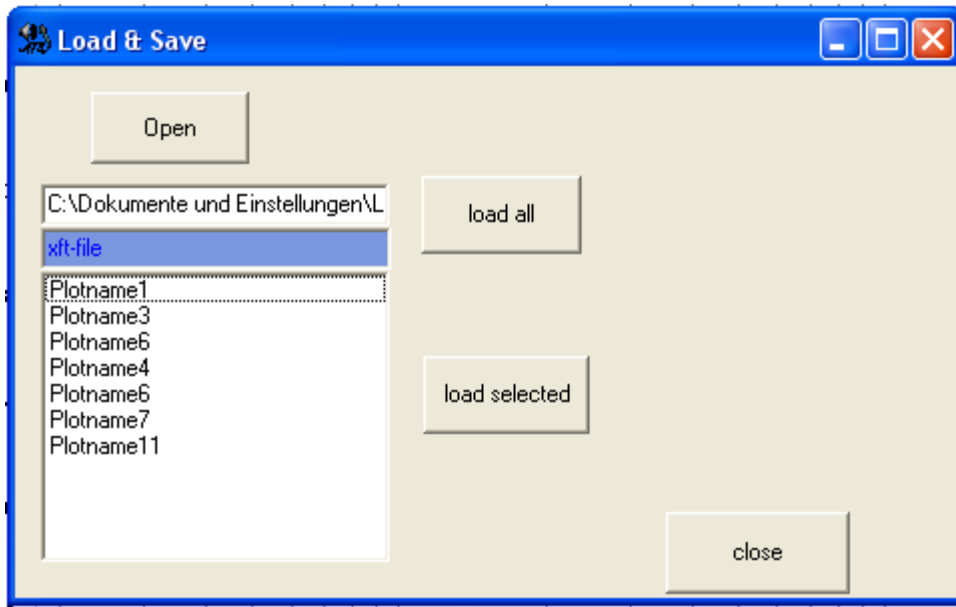 Load & Save
Open
C:\Dokumente und Einstellungen\L
load all
xft-file
Plotname1
Plotname3
Plotname6
Plotname4
Plotname6
Plotname7
Plotname11
load selected
close